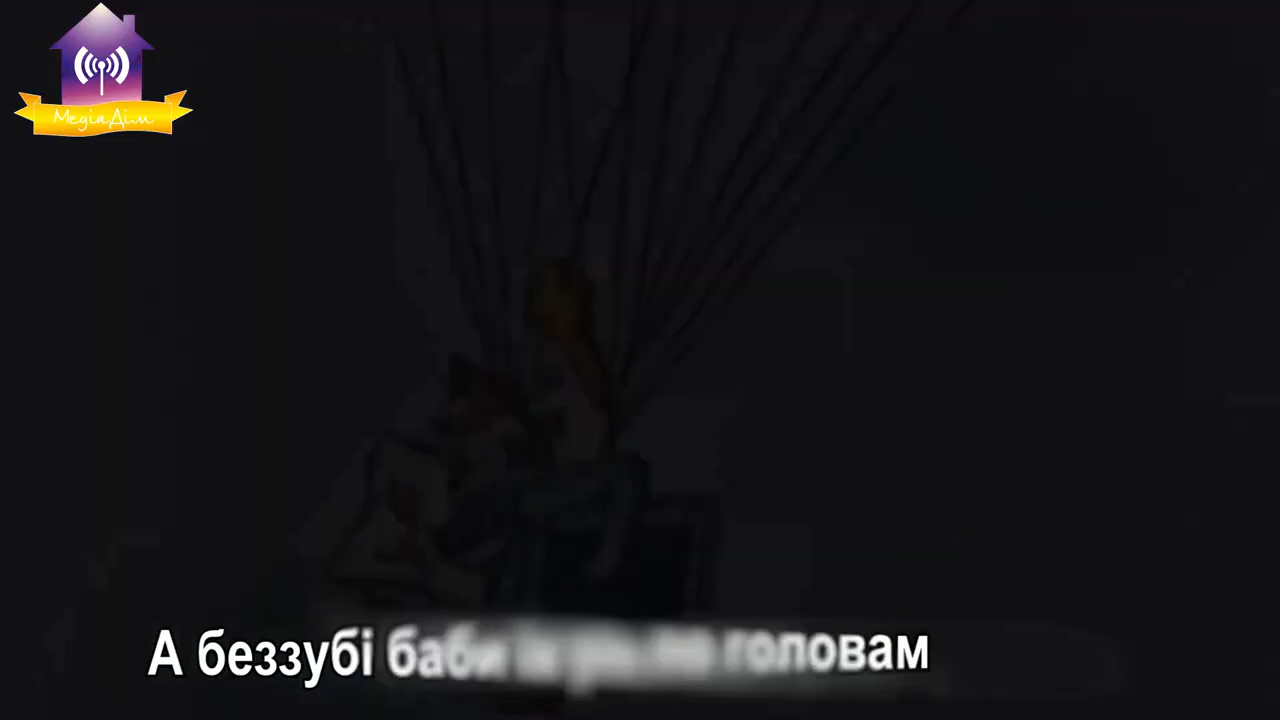 МедіаДім
А беззубі баби головам